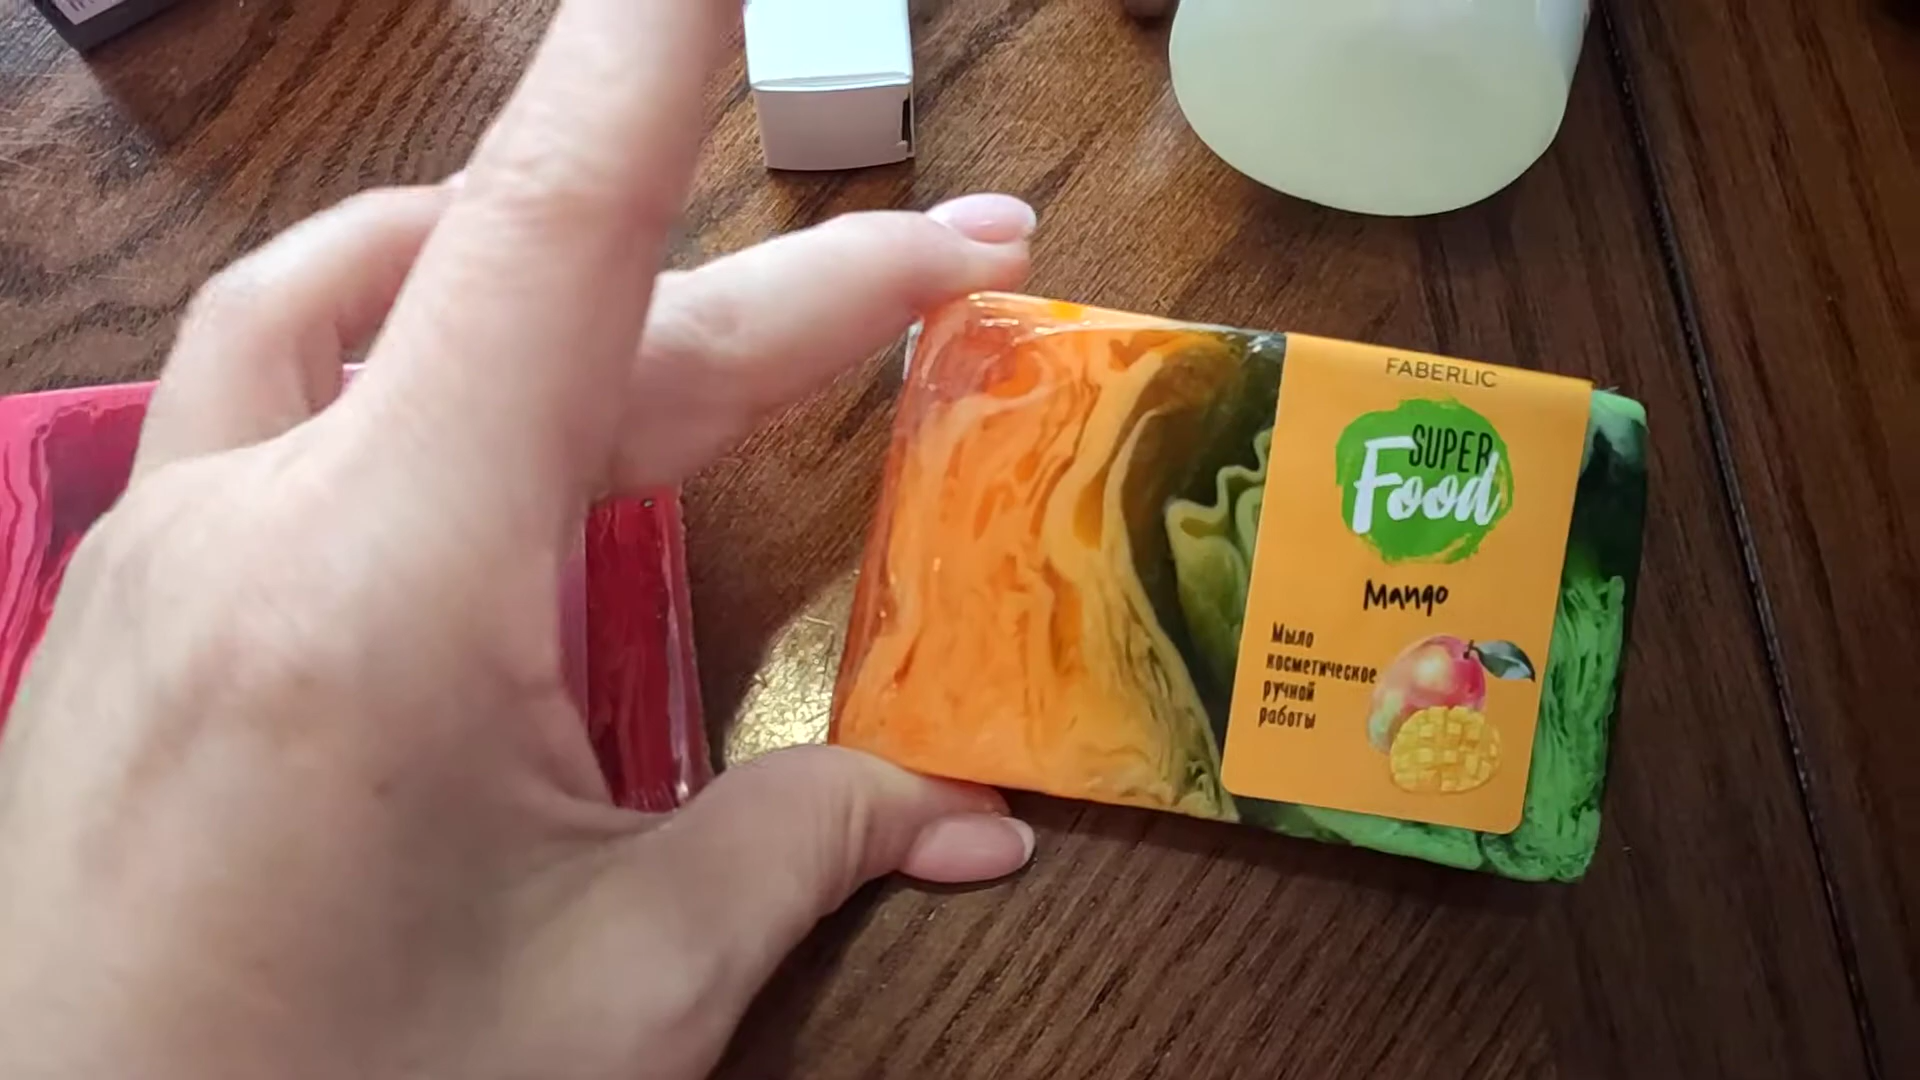 FABERLIC
SUPER
Food
Mango
Мыло
косметическое
ручной
работы